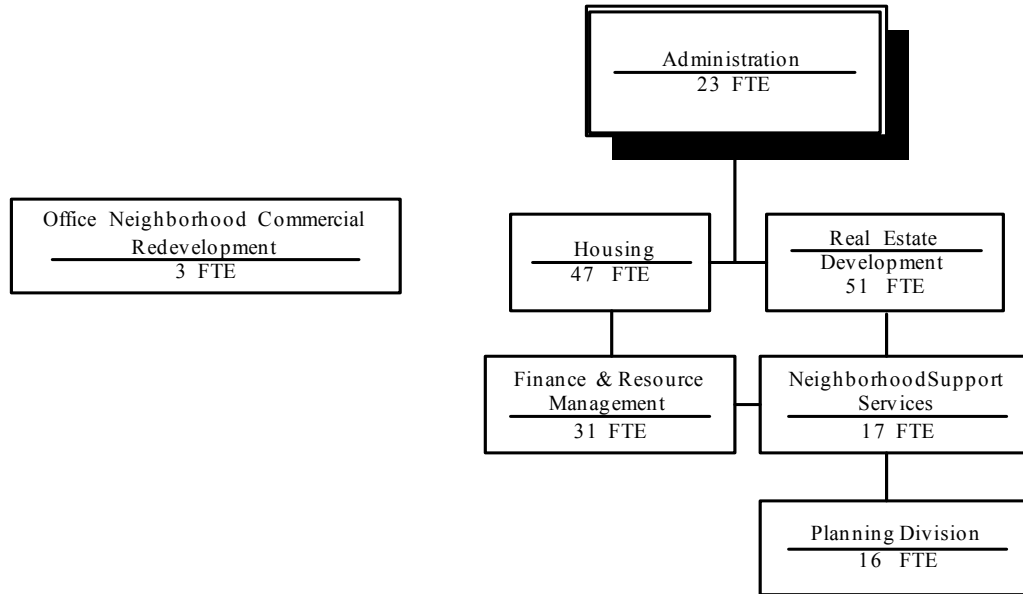 Administration
23 FTE
Office Neighborhood Commercial
Redevelopment
3 FTE
Housing
47 FTE
Real Estate
Development
51 FTE
Finance & Resource
Management
31 FTE
NeighborhoodSupport
Services
17 FTE
Planning Division
16 FTE